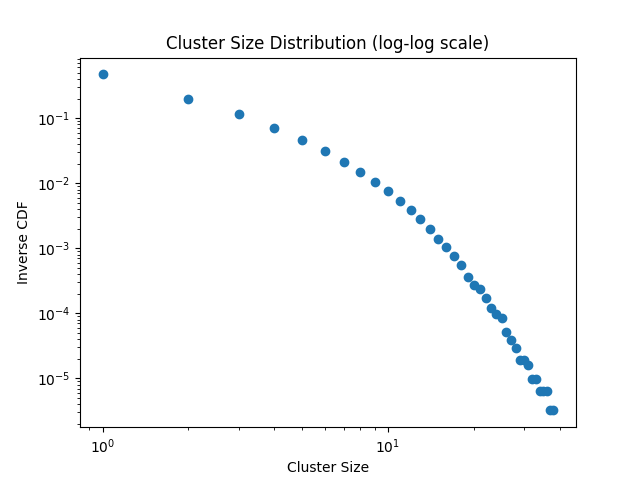 Cluster Size Distribution (log-log scale)
Inverse CDF
10⁻¹
10⁻²
10⁻³
10⁻⁴
10⁻⁵
10⁰
10¹
Cluster Size